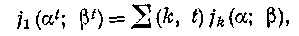 j₁(αᵗ; βᵗ) = ∑(k, t) jₖ(α; β),